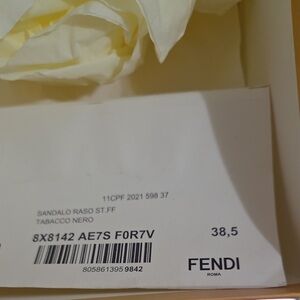 11CPF 2021 598 37
SANDALO RASO ST.FF
TABACCO NERO
8X8142 AE7S F0R7V 38,5
805861395 9842
FENDI
ROMA